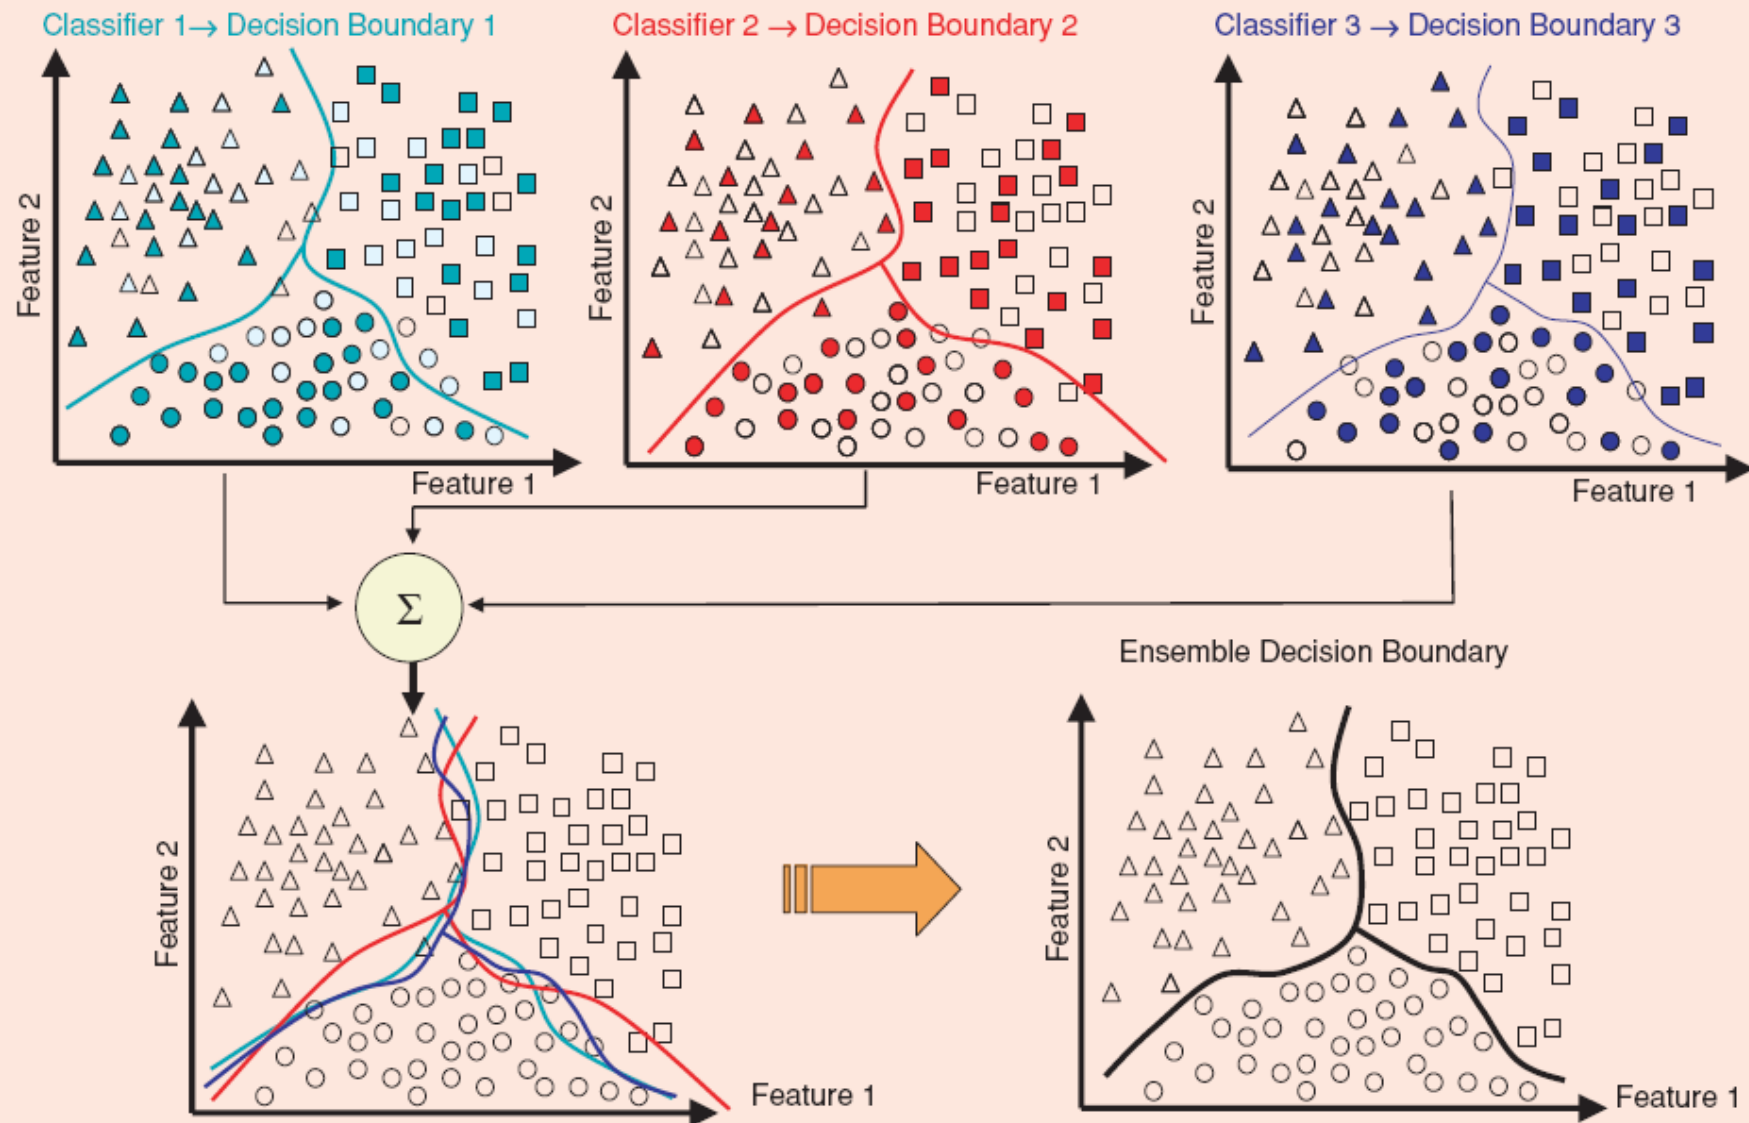 Classifier 1→ Decision Boundary 1
Classifier 2 → Decision Boundary 2
Classifier 3 → Decision Boundary 3
Feature 2
Feature 1
Feature 2
Feature 1
Feature 2
Feature 1
Σ
Ensemble Decision Boundary
Feature 2
Feature 1
Feature 2
Feature 1